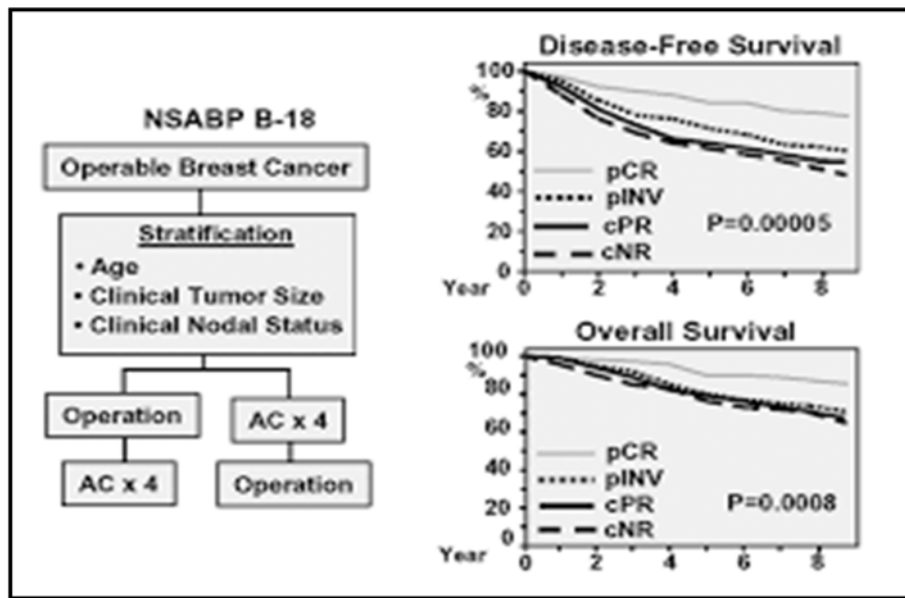 NSABP B-18
Operable Breast Cancer
Stratification
• Age
• Clinical Tumor Size
• Clinical Nodal Status
Operation
AC x 4
AC x 4
Operation
Disease-Free Survival
100
%
80
60
40
20
0
pCR
pINV
cPR
cNR
P=0.00005
Year
0 2 4 6 8
Overall Survival
100
%
80
60
40
20
0
pCR
pINV
cPR
cNR
P=0.0008
Year
0 2 4 6 8